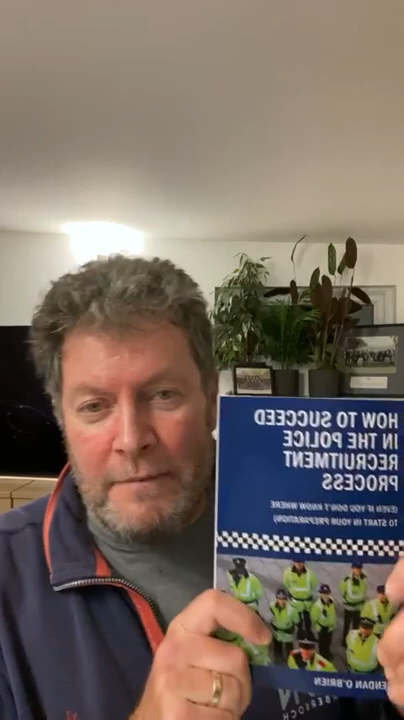 HOW TO SUCCEED
IN THE POLICE
RECRUITMENT
PROCESS
(EVEN IF YOU DON'T KNOW WHERE
TO START IN YOUR PREPARATION)
ENDAN O'BRIEN